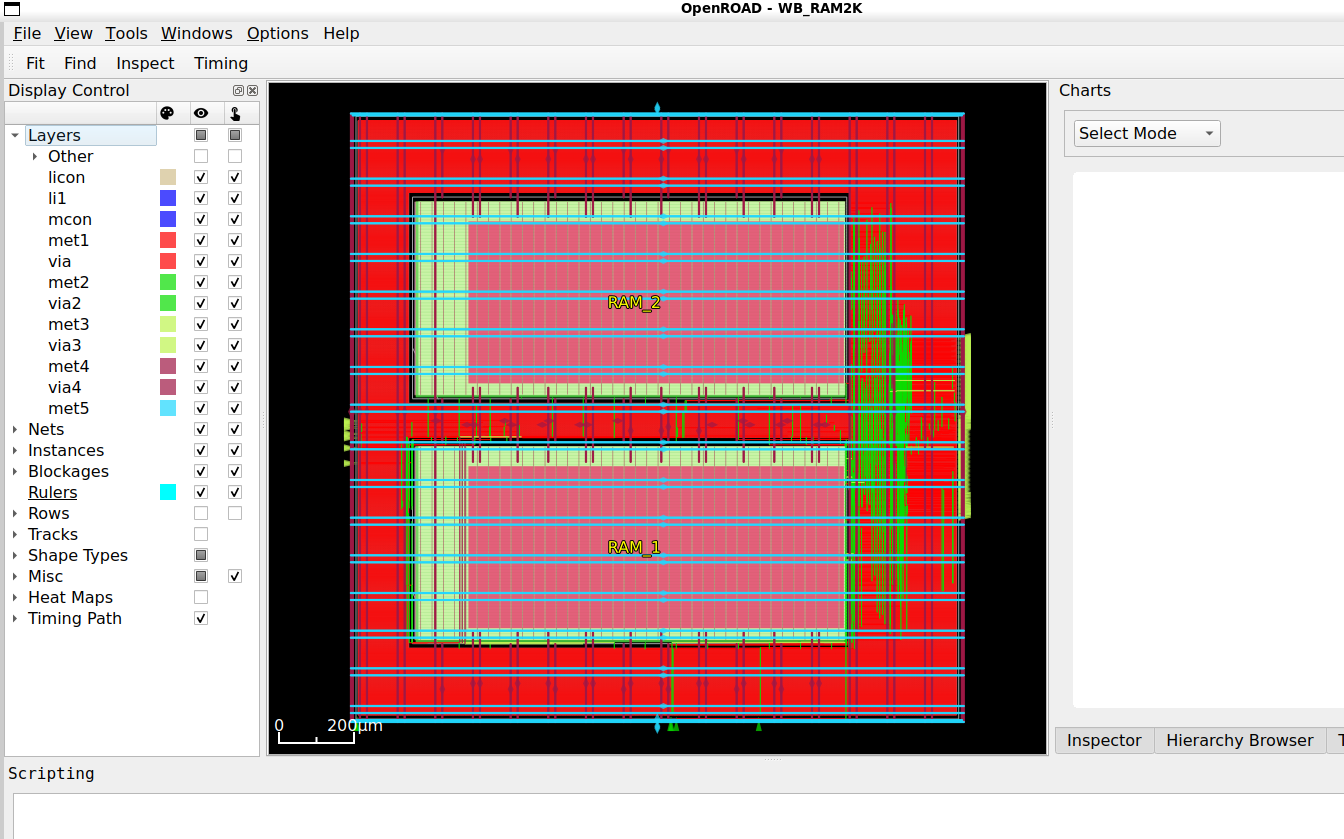 OpenROAD - WB_RAM2K
File View Tools Windows Options Help
Fit Find Inspect Timing
Display Control
Layers
Other
licon
li1
mcon
met1
via
met2
via2
met3
via3
met4
via4
met5
Nets
Instances
Blockages
Rulers
Rows
Tracks
Shape Types
Misc
Heat Maps
Timing Path
RAM_2
RAM_1
0 200μm
Charts
Select Mode
Inspector Hierarchy Browser T
Scripting